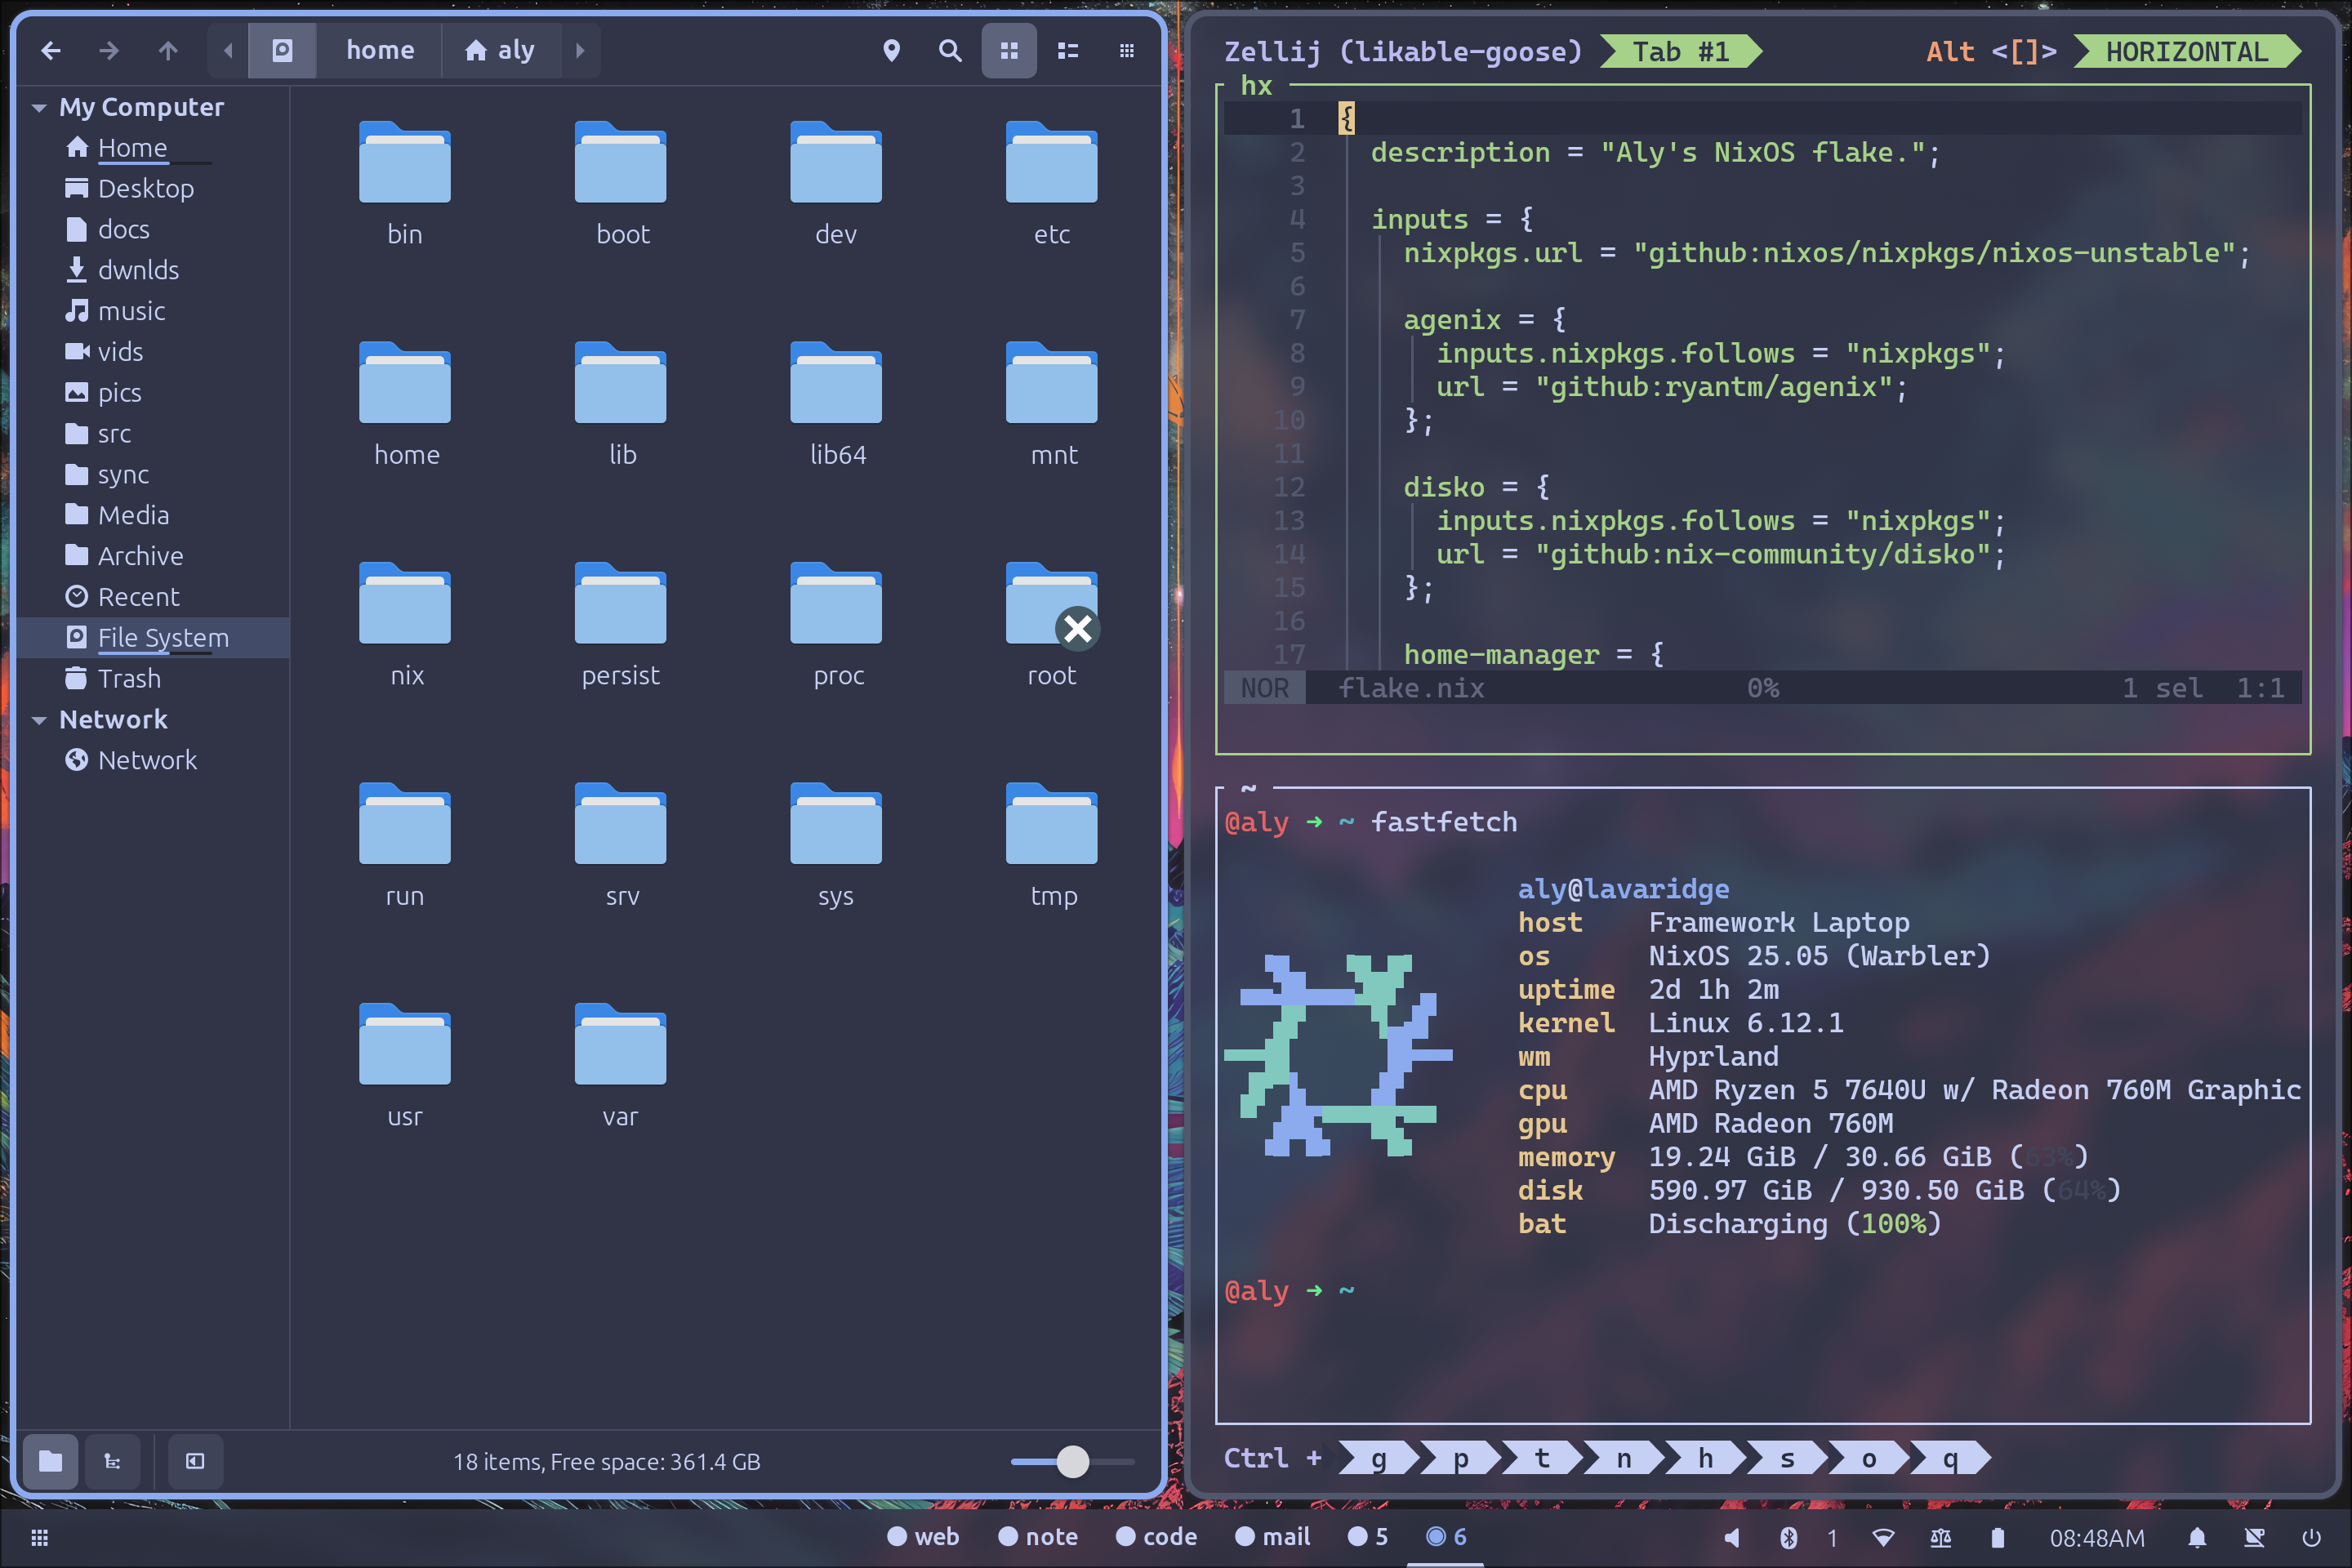 home
aly
My Computer
Home
Desktop
docs
dwnlds
music
vids
pics
src
sync
Media
Archive
Recent
File System
Trash
Network
Network
bin boot dev etc
home lib lib64 mnt
nix persist proc root
run srv sys tmp
usr var
18 items, Free space: 361.4 GB
Zellij (likable-goose) Tab #1 Alt <[]> HORIZONTAL
hx
1 {
2 description = "Aly's NixOS flake.";
3
4 inputs = {
5 nixpkgs.url = "github:nixos/nixpkgs/nixos-unstable";
6
7 agenix = {
8 inputs.nixpkgs.follows = "nixpkgs";
9 url = "github:ryantm/agenix";
10 };
11
12 disko = {
13 inputs.nixpkgs.follows = "nixpkgs";
14 url = "github:nix-community/disko";
15 };
16
17 home-manager = {
NOR flake.nix 0% 1 sel 1:1
~
@aly → ~ fastfetch
aly@lavaridge
host Framework Laptop
os NixOS 25.05 (Warbler)
uptime 2d 1h 2m
kernel Linux 6.12.1
wm Hyprland
cpu AMD Ryzen 5 7640U w/ Radeon 760M Graphic
gpu AMD Radeon 760M
memory 19.24 GiB / 30.66 GiB (63%)
disk 590.97 GiB / 930.50 GiB (64%)
bat Discharging (100%)
@aly → ~
Ctrl + g p t n h s o q
web note code mail 5 6
1 08:48AM